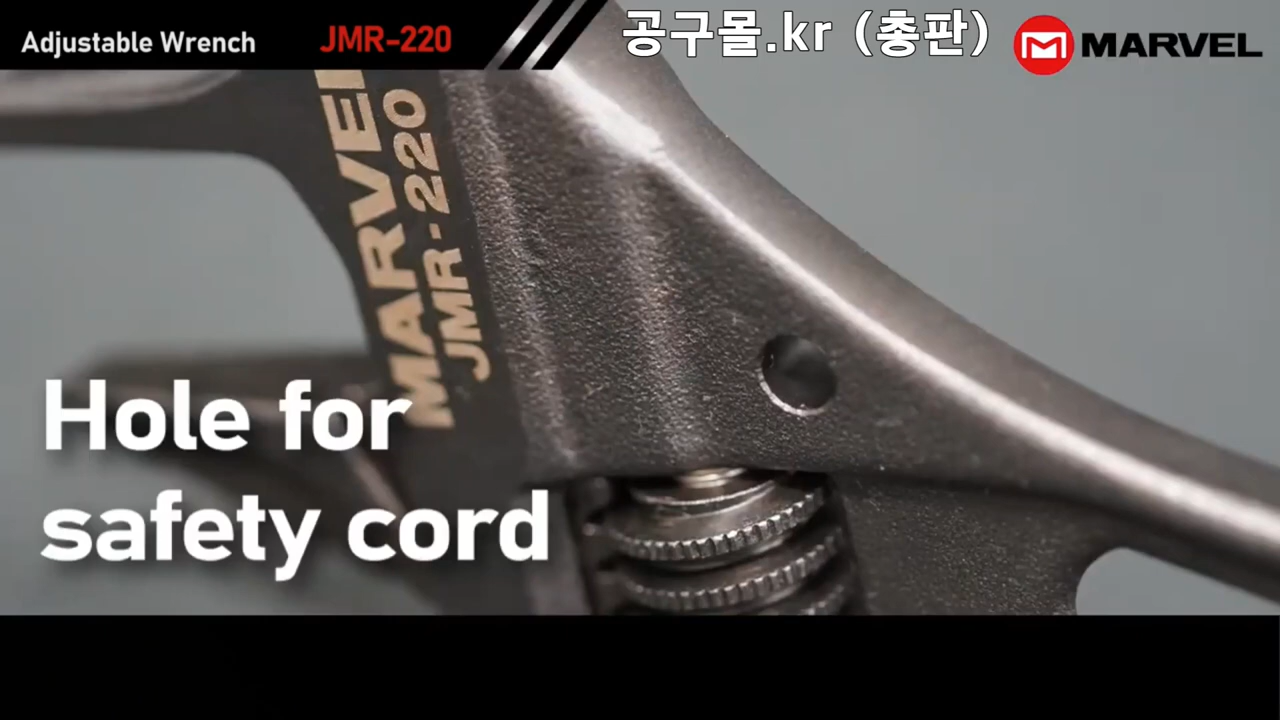 Adjustable Wrench JMR-220
공구몰.kr (총판)
M MARVEL
MARVEL
JMR-220
Hole for
safety cord